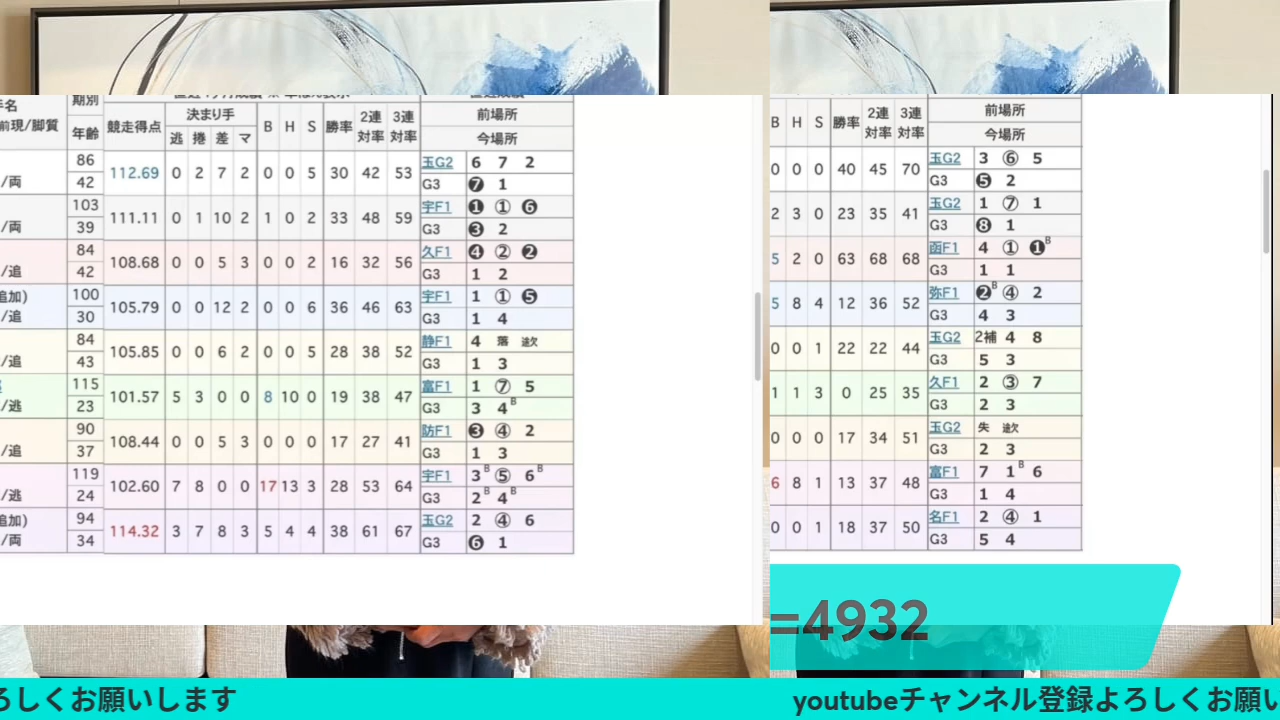 手名 期別 前場所
前現/脚質 年齢 競走得点 決まり手 B H S 勝率 2連対率 3連対率 今場所
逃 捲 差 マ
86 玉G2 6 7 2
/両 42 112.69 0 2 7 2 0 0 5 30 42 53 G3 ❼ 1
103 宇F1 ❶ ① ❻
/両 39 111.11 0 1 10 2 1 0 2 33 48 59 G3 ❸ 2
84 久F1 ❹ ② ❷
/追 42 108.68 0 0 5 3 0 0 2 16 32 56 G3 1 2
追加) 100 宇F1 1 ① ❺
/追 30 105.79 0 0 12 2 0 0 6 36 46 63 G3 1 4
84 静F1 4 落 途欠
/追 43 105.85 0 0 6 2 0 0 5 28 38 52 G3 1 3
115 富F1 1 ⑦ 5
/逃 23 101.57 5 3 0 0 8 10 0 19 38 47 G3 3 4B
90 防F1 ❸ ④ 2
/追 37 108.44 0 0 5 3 0 0 0 17 27 41 G3 1 3
119 宇F1 3B ⑤ 6B
/逃 24 102.60 7 8 0 0 17 13 3 28 53 64 G3 2B 4B
追加) 94 玉G2 2 ④ 6
/両 34 114.32 3 7 8 3 5 4 4 38 61 67 G3 ❻ 1
B H S 勝率 2連対率 3連対率 前場所
今場所
玉G2 3 ⑥ 5
0 0 0 40 45 70 G3 ❺ 2
玉G2 1 ⑦ 1
2 3 0 23 35 41 G3 ❽ 1
函F1 4 ① ❶B
5 2 0 63 68 68 G3 1 1
弥F1 ❷B ④ 2
5 8 4 12 36 52 G3 4 3
玉G2 2補 4 8
0 0 1 22 22 44 G3 5 3
久F1 2 ③ 7
1 1 3 0 25 35 G3 2 3
玉G2 失 途欠
0 0 0 17 34 51 G3 2 3
富F1 7 1B 6
6 8 1 13 37 48 G3 1 4
名F1 2 ④ 1
0 0 1 18 37 50 G3 5 4
=4932
ろしくお願いします
youtubeチャンネル登録よろしくお願い